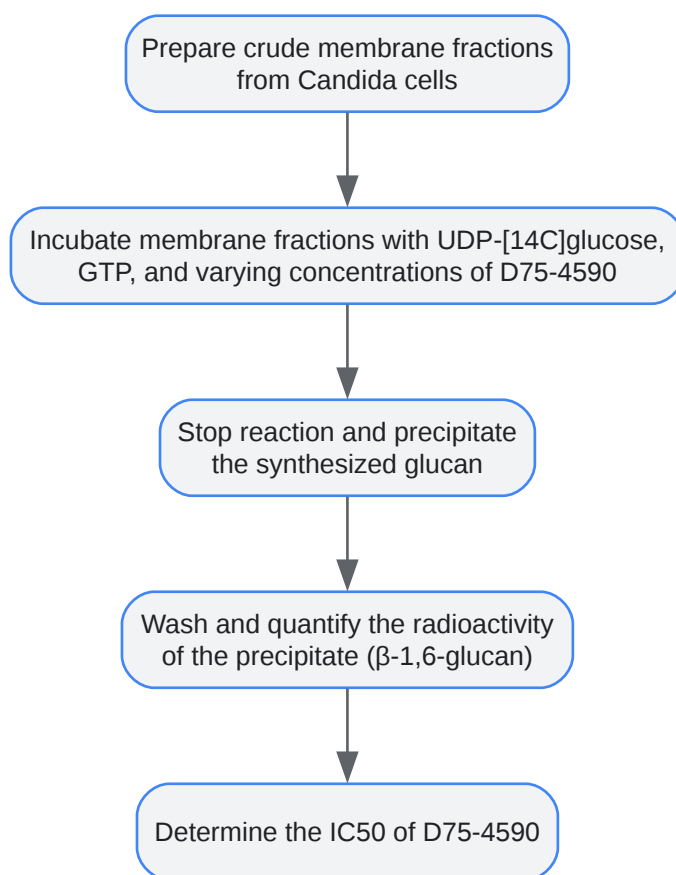 Prepare crude membrane fractions
from Candida cells
Incubate membrane fractions with UDP-[14C]glucose,
GTP, and varying concentrations of D75-4590
Stop reaction and precipitate
the synthesized glucan
Wash and quantify the radioactivity
of the precipitate (β-1,6-glucan)
Determine the IC50 of D75-4590